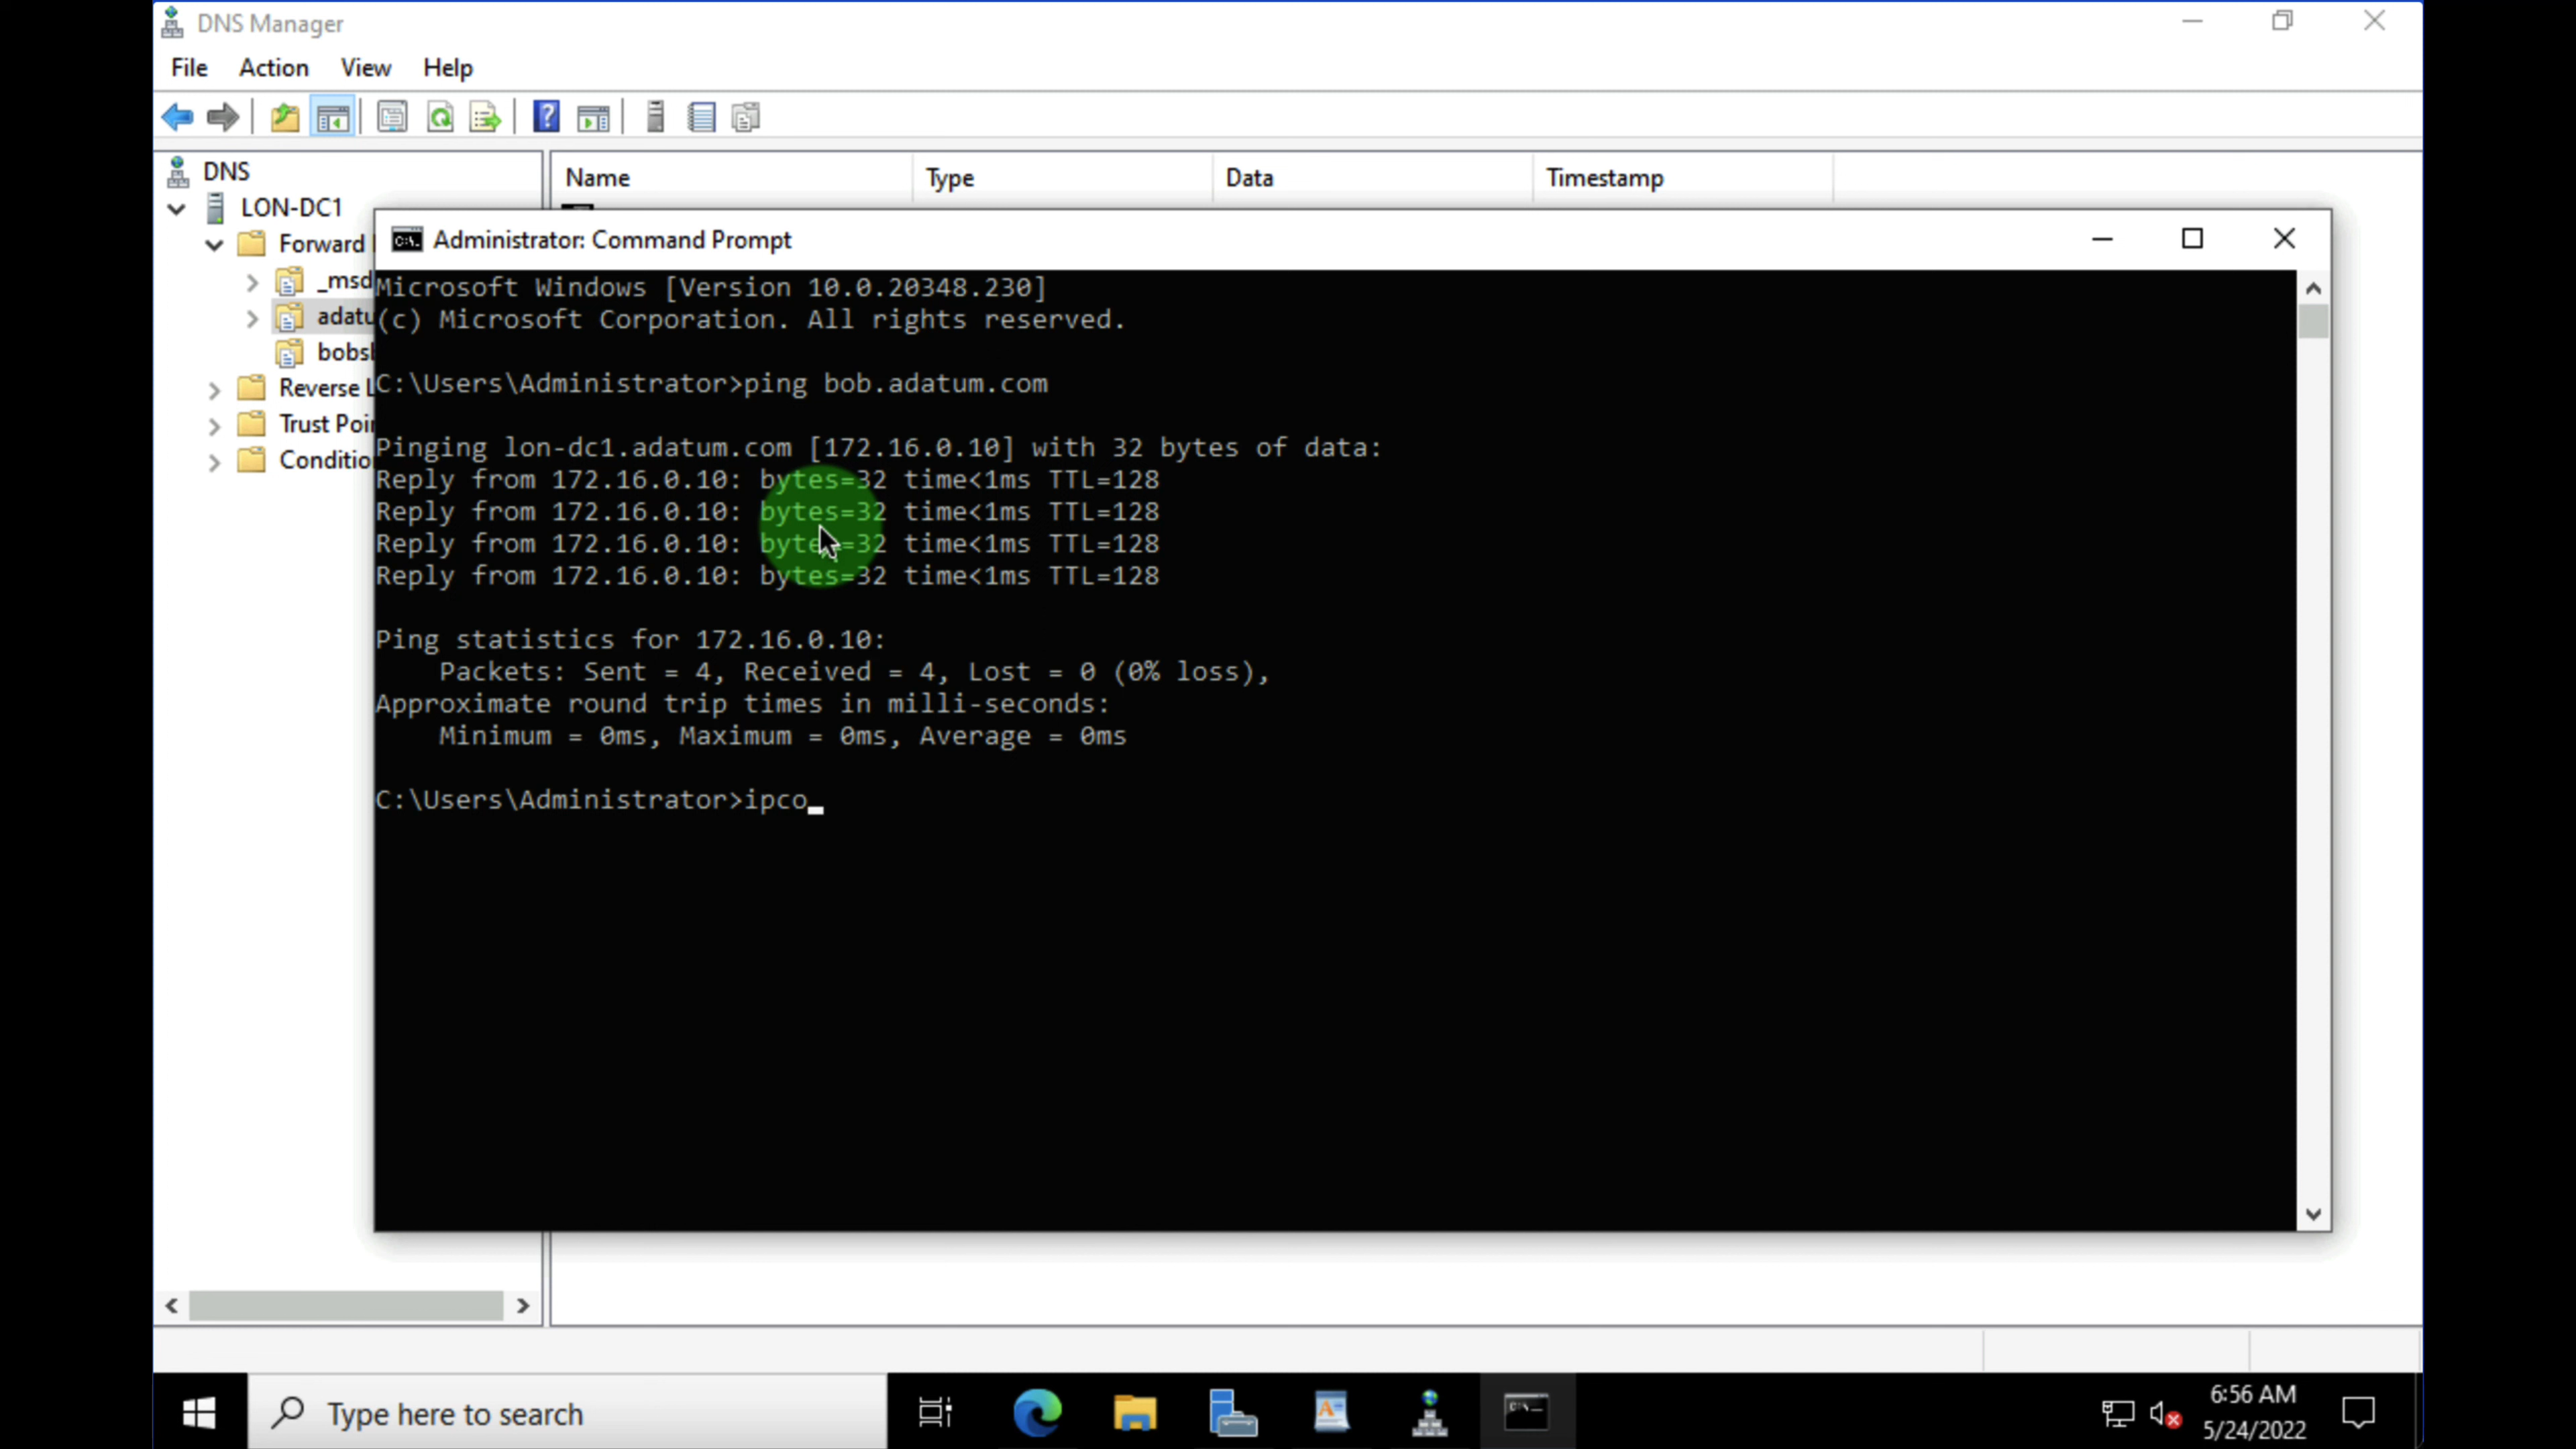 DNS Manager
File Action View Help
DNS
LON-DC1
Forward
_msd
adatu
bobs
Reverse L
Trust Poi
Conditio
Name Type Data Timestamp
Administrator: Command Prompt
Microsoft Windows [Version 10.0.20348.230]
(c) Microsoft Corporation. All rights reserved.
C:\Users\Administrator>ping bob.adatum.com
Pinging lon-dc1.adatum.com [172.16.0.10] with 32 bytes of data:
Reply from 172.16.0.10: bytes=32 time<1ms TTL=128
Reply from 172.16.0.10: bytes=32 time<1ms TTL=128
Reply from 172.16.0.10: bytes=32 time<1ms TTL=128
Reply from 172.16.0.10: bytes=32 time<1ms TTL=128
Ping statistics for 172.16.0.10:
Packets: Sent = 4, Received = 4, Lost = 0 (0% loss),
Approximate round trip times in milli-seconds:
Minimum = 0ms, Maximum = 0ms, Average = 0ms
C:\Users\Administrator>ipco
Type here to search
6:56 AM
5/24/2022